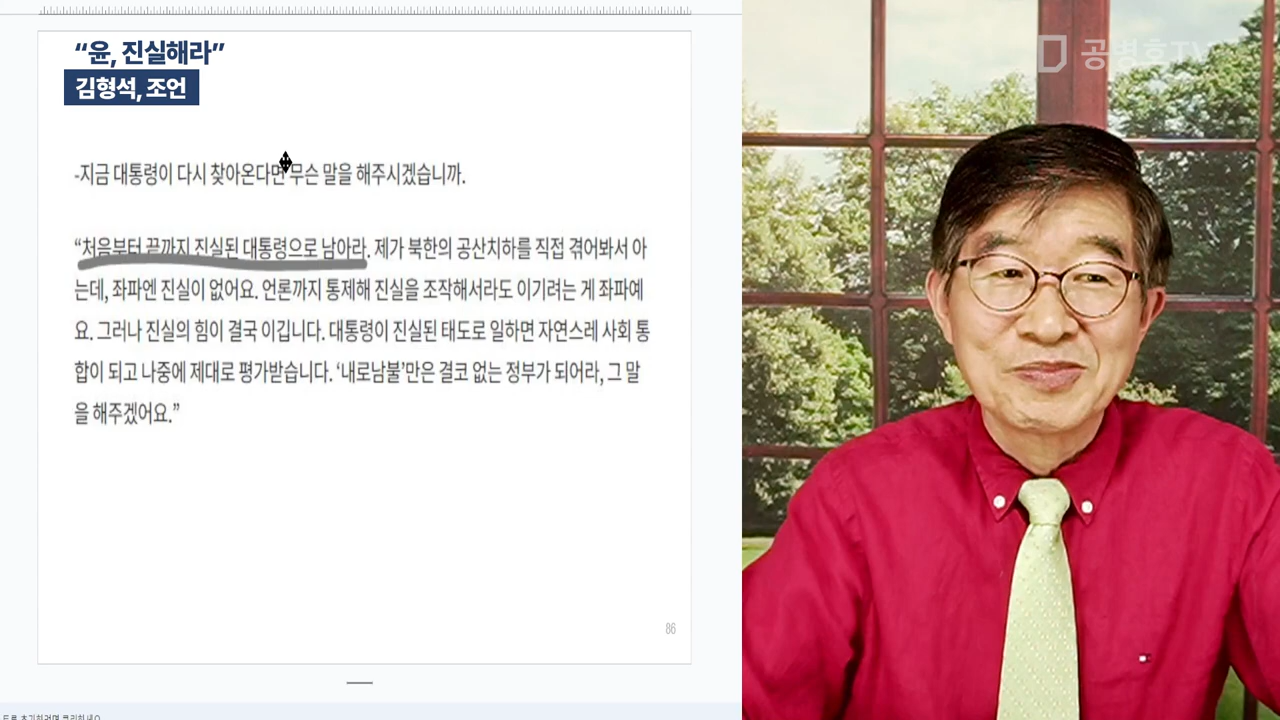 “윤, 진실해라”
김형석, 조언
공병호TV
-지금 대통령이 다시 찾아온다면 무슨 말을 해주시겠습니까.
“처음부터 끝까지 진실된 대통령으로 남아라. 제가 북한의 공산치하를 직접 겪어봐서 아
는데, 좌파엔 진실이 없어요. 언론까지 통제해 진실을 조작해서라도 이기려는 게 좌파예
요. 그러나 진실의 힘이 결국 이깁니다. 대통령이 진실된 태도로 일하면 자연스레 사회 통
합이 되고 나중에 제대로 평가받습니다. ‘내로남불’만은 결코 없는 정부가 되어라, 그 말
을 해주겠어요.”
86